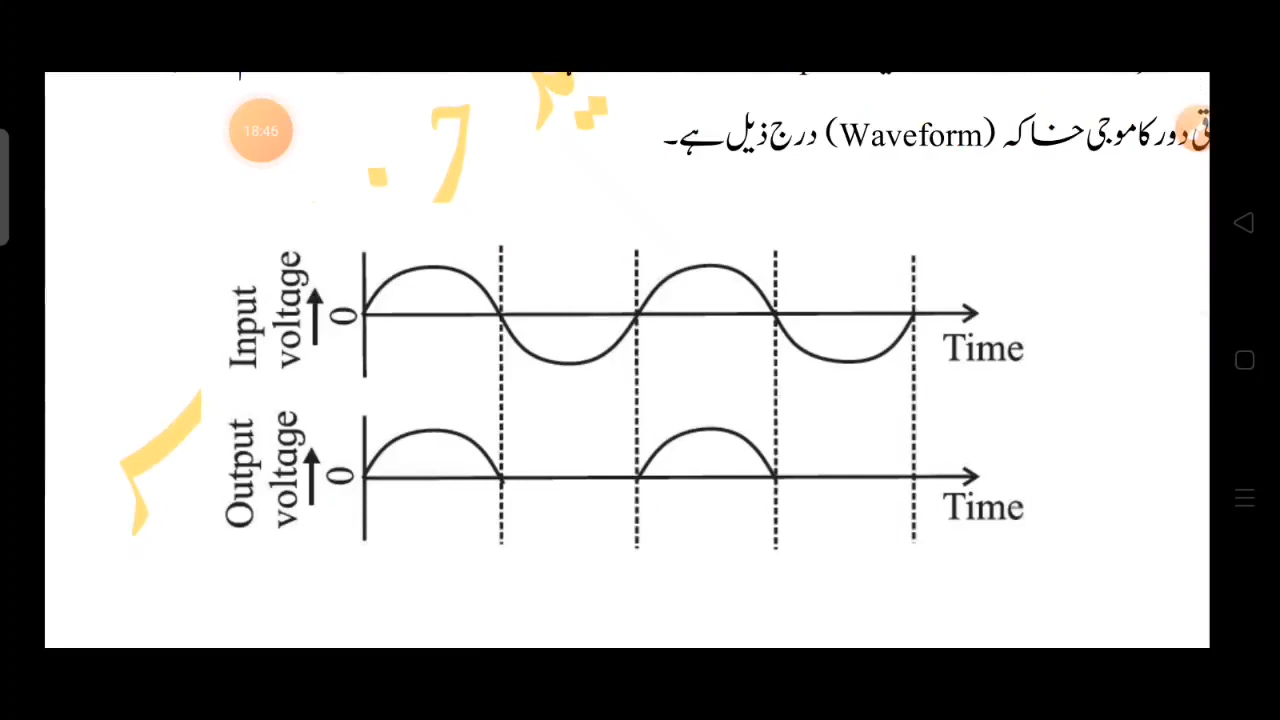 18:45
دور کا موجی خاکہ (Waveform) درج ذیل ہے۔
Input voltage
0
Time
Output voltage
0
Time